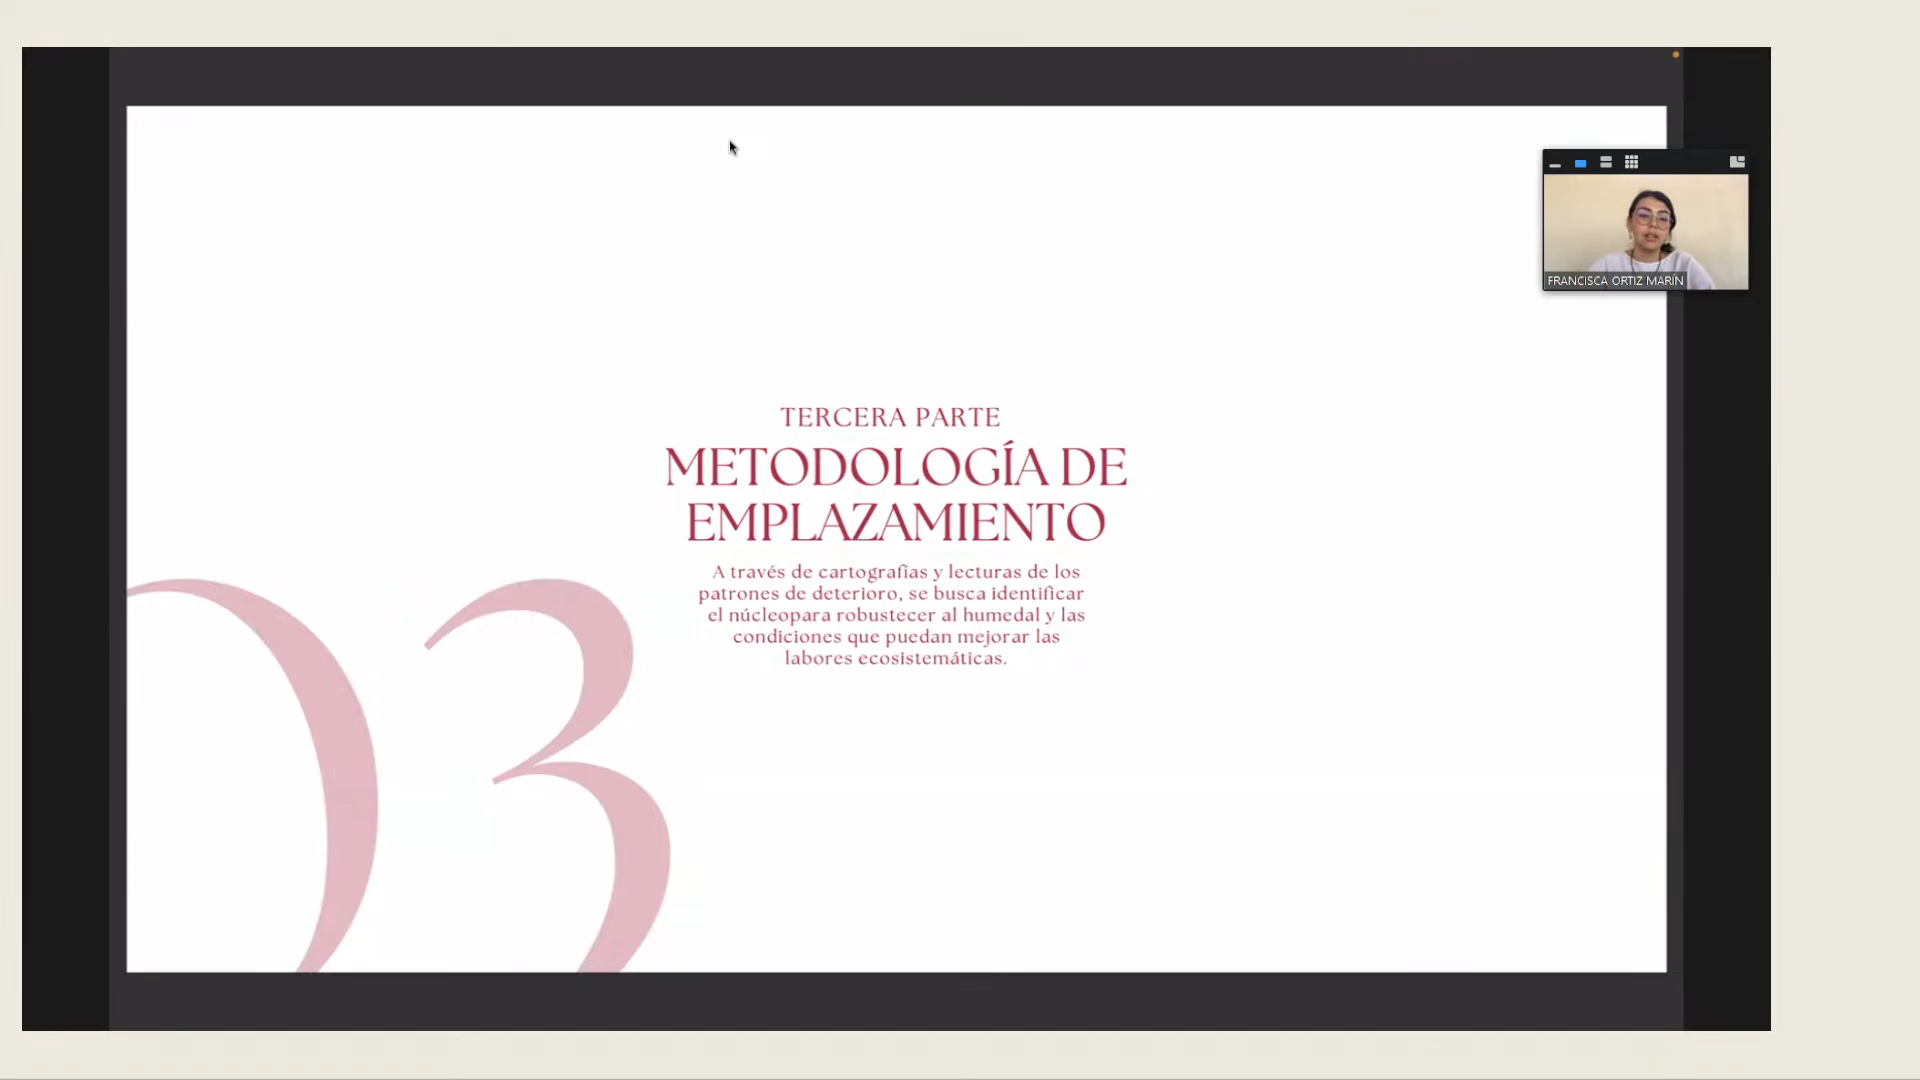 TERCERA PARTE
METODOLOGÍA DE
EMPLAZAMIENTO
A través de cartografías y lecturas de los
patrones de deterioro, se busca identificar
el núcleopara robustecer al humedal y las
condiciones que puedan mejorar las
labores ecosistemáticas.
03
FRANCISCA ORTIZ MARÍN